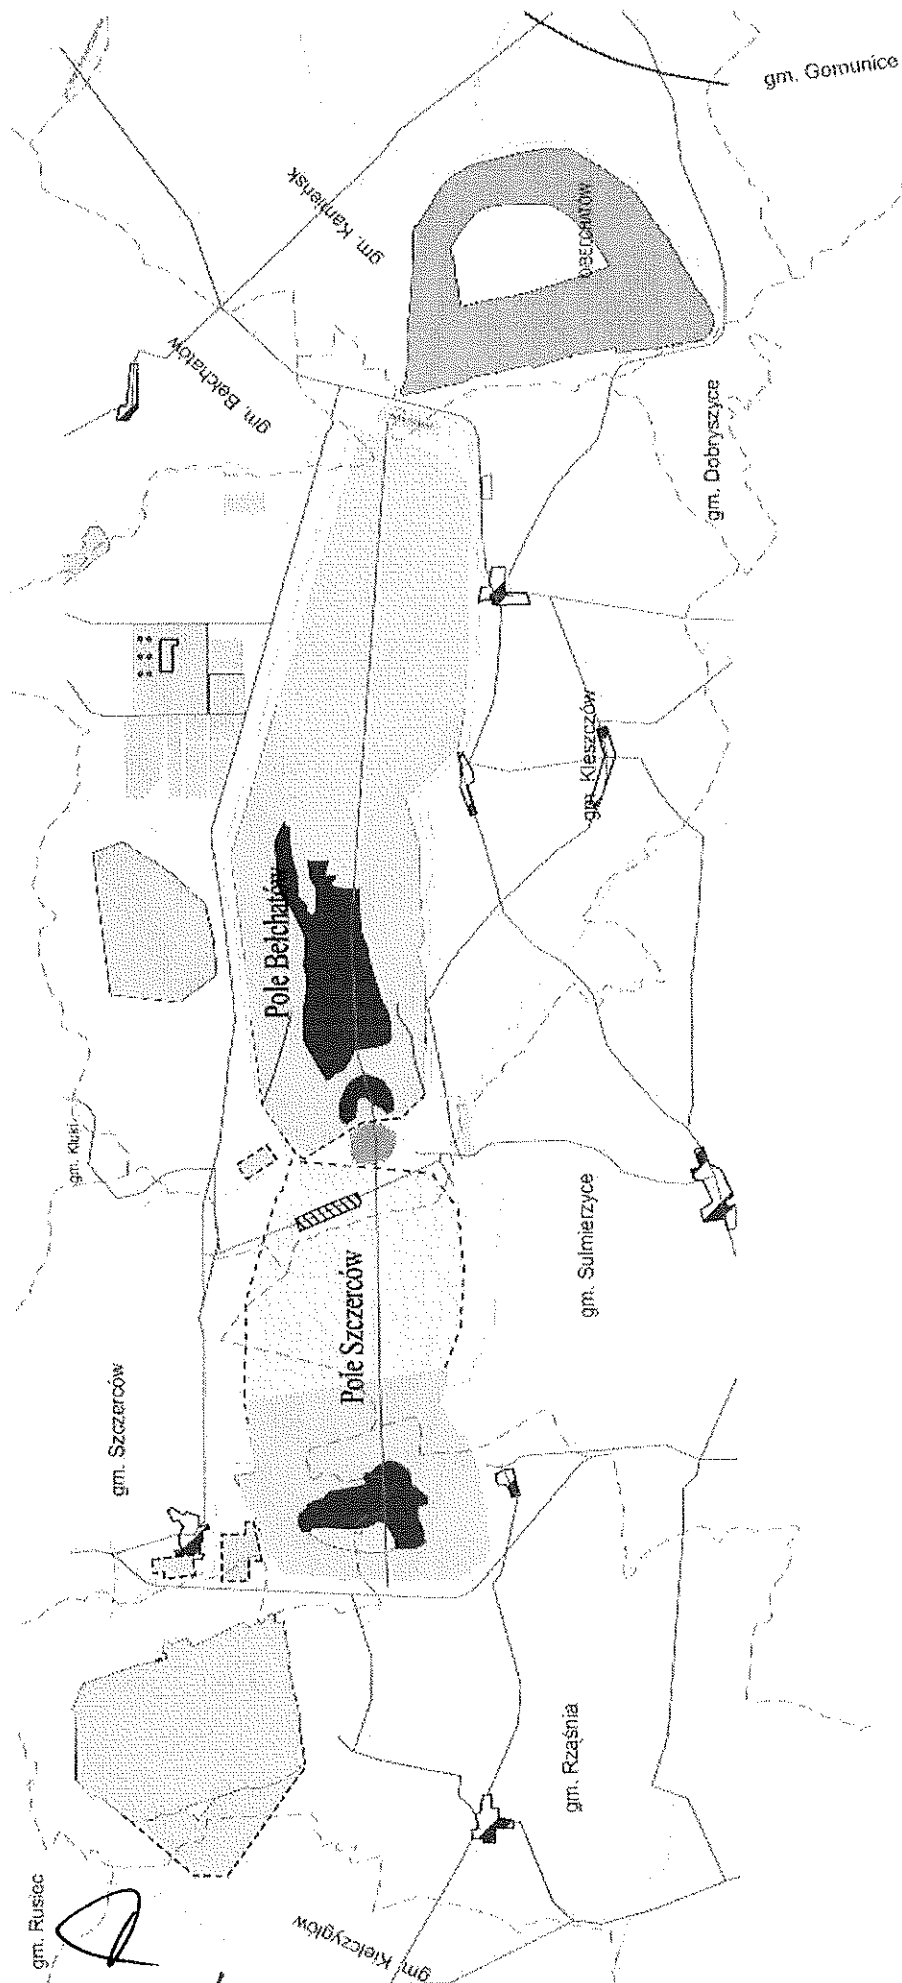 gm. Gomunice
gm. Kamieńsk
gm. Bełchatów
gm. Dobryszyce
gm. Kleszczów
Pole Bełchatów
gm. Kluki
gm. Sulmierzyce
Pole Szczerców
gm. Szczerców
gm. Rząśnia
gm. Rusiec
gm. Kiełczygłów